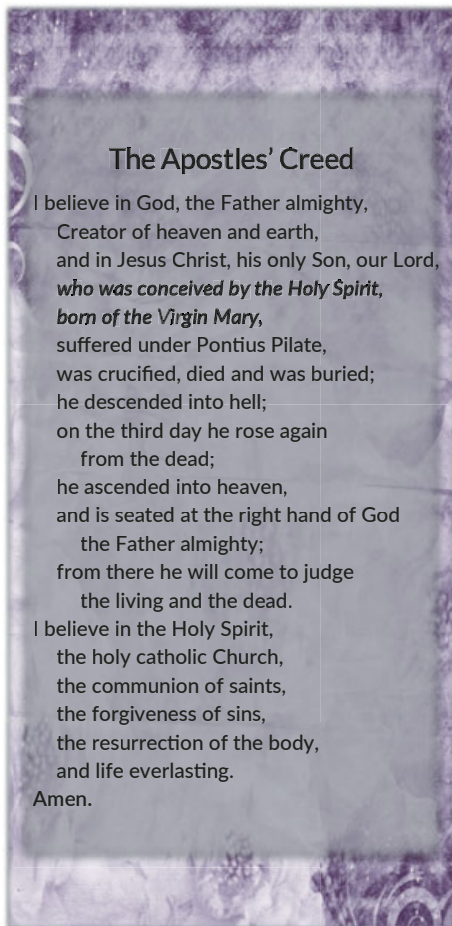 The Apostles’ Creed
I believe in God, the Father almighty,
Creator of heaven and earth,
and in Jesus Christ, his only Son, our Lord,
who was conceived by the Holy Spirit,
born of the Virgin Mary,
suffered under Pontius Pilate,
was crucified, died and was buried;
he descended into hell;
on the third day he rose again
from the dead;
he ascended into heaven,
and is seated at the right hand of God
the Father almighty;
from there he will come to judge
the living and the dead.
I believe in the Holy Spirit,
the holy catholic Church,
the communion of saints,
the forgiveness of sins,
the resurrection of the body,
and life everlasting.
Amen.